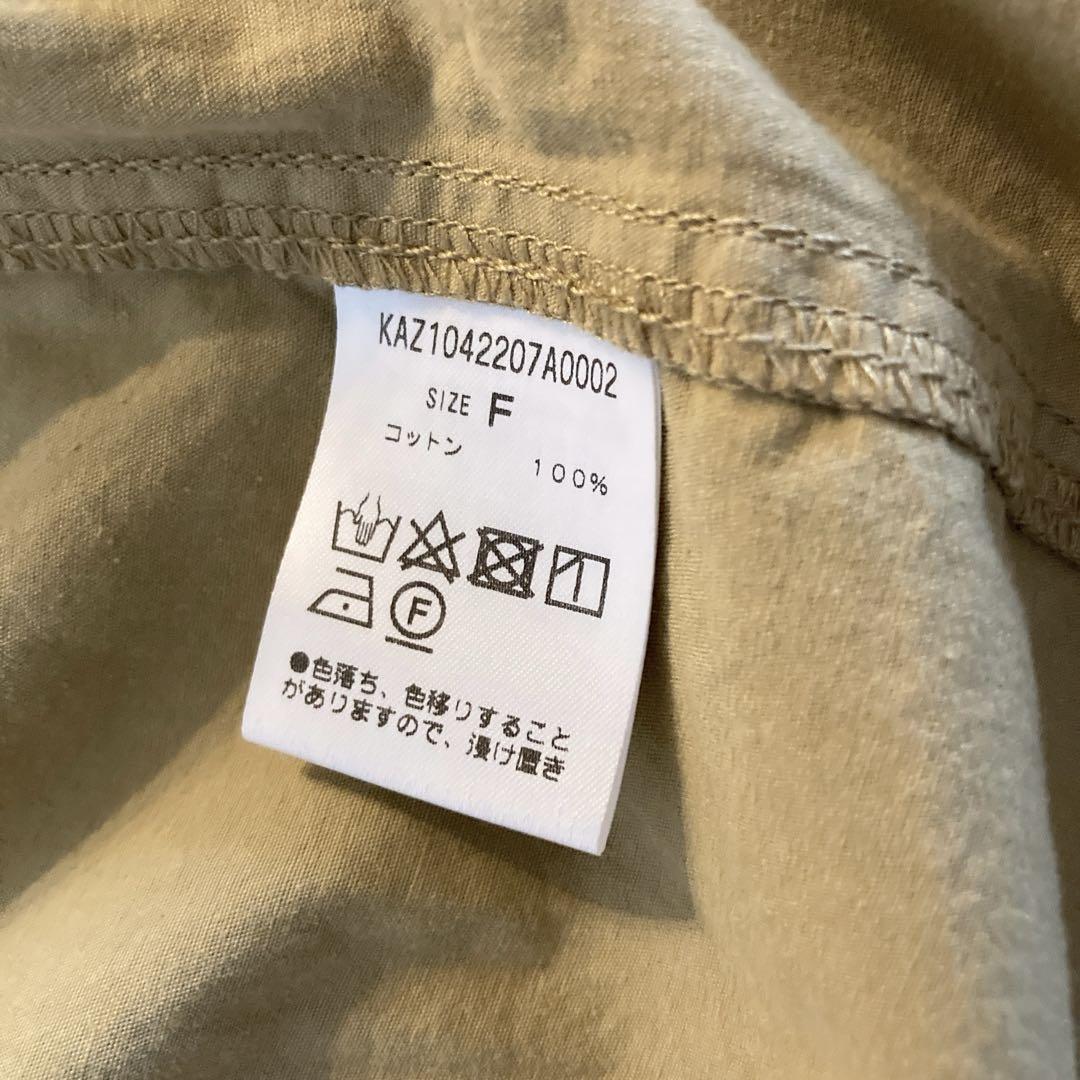 KAZ1042207A0002
SIZE F
コットン 100%
F
●色落ち、色移りすること
がありますので、浸け置き